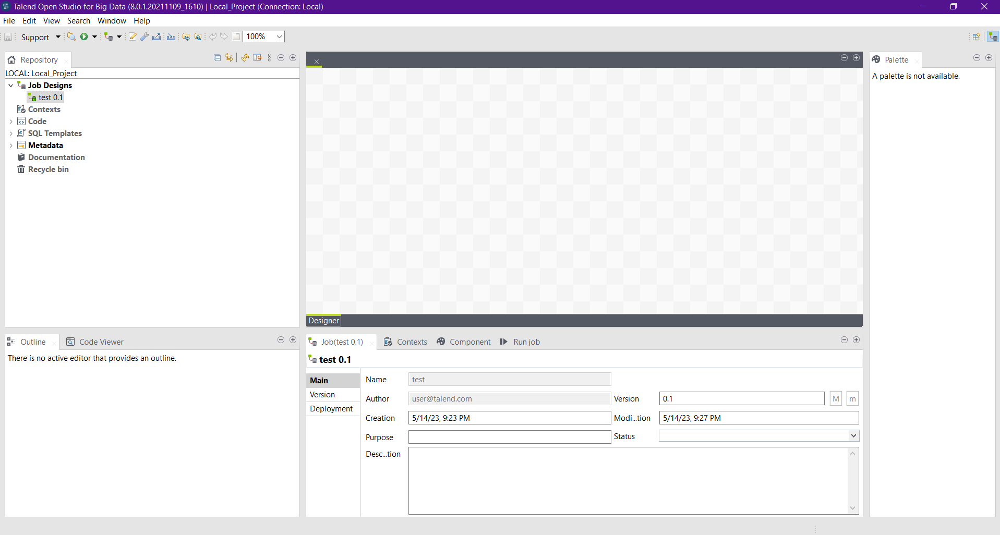 Talend Open Studio for Big Data (8.0.1.20211109_1610) | Local_Project (Connection: Local)
File Edit View Search Window Help
Support 100%
Repository
LOCAL: Local_Project
Job Designs
test 0.1
Contexts
Code
SQL Templates
Metadata
Documentation
Recycle bin
Designer
Palette
A palette is not available.
Outline Code Viewer
There is no active editor that provides an outline.
Job(test 0.1) Contexts Component Run job
test 0.1
Main
Version
Deployment
Name test
Author user@talend.com Version 0.1 M m
Creation 5/14/23, 9:23 PM Modi...tion 5/14/23, 9:27 PM
Purpose Status
Desc...tion